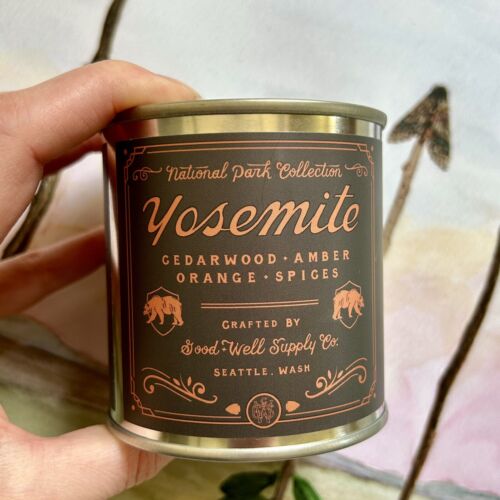 National Park Collection
Yosemite
CEDARWOOD + AMBER
ORANGE + SPICES
CRAFTED BY
Good-Well Supply Co.
SEATTLE. WASH